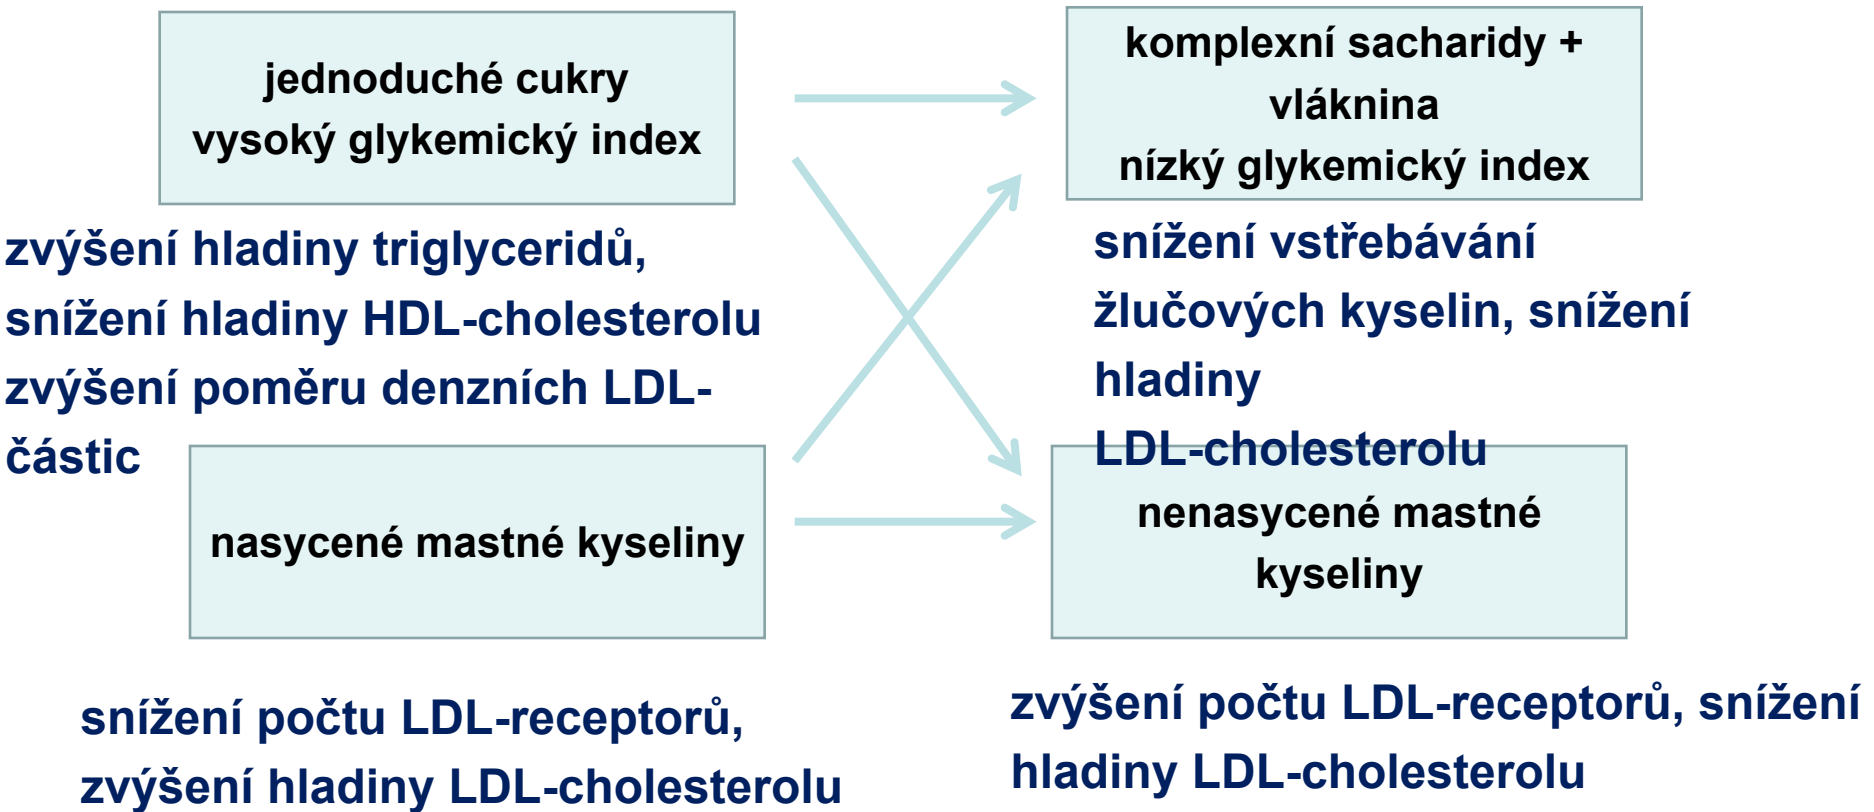 jednoduché cukry
vysoký glykemický index
komplexní sacharidy +
vláknina
nízký glykemický index
zvýšení hladiny triglyceridů,
snížení hladiny HDL-cholesterolu
zvýšení poměru denzních LDL-
částic
snížení vstřebávání
žlučových kyselin, snížení
hladiny
LDL-cholesterolu
nasycené mastné kyseliny
nenasycené mastné
kyseliny
snížení počtu LDL-receptorů,
zvýšení hladiny LDL-cholesterolu
zvýšení počtu LDL-receptorů, snížení
hladiny LDL-cholesterolu